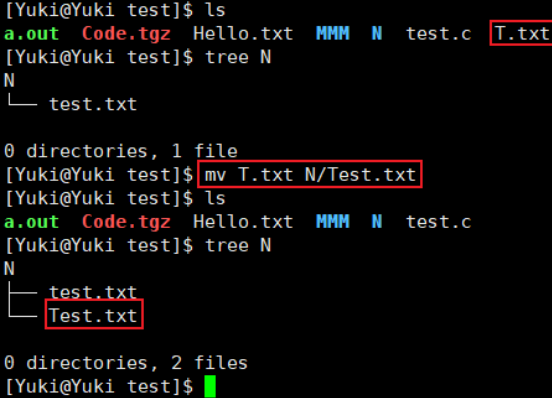 [Yuki@Yuki test]$ ls
a.out  Code.tgz  Hello.txt  MMM  N  test.c  T.txt
[Yuki@Yuki test]$ tree N
N
└── test.txt
0 directories, 1 file
[Yuki@Yuki test]$ mv T.txt N/Test.txt
[Yuki@Yuki test]$ ls
a.out  Code.tgz  Hello.txt  MMM  N  test.c
[Yuki@Yuki test]$ tree N
N
├── test.txt
└── Test.txt
0 directories, 2 files
[Yuki@Yuki test]$